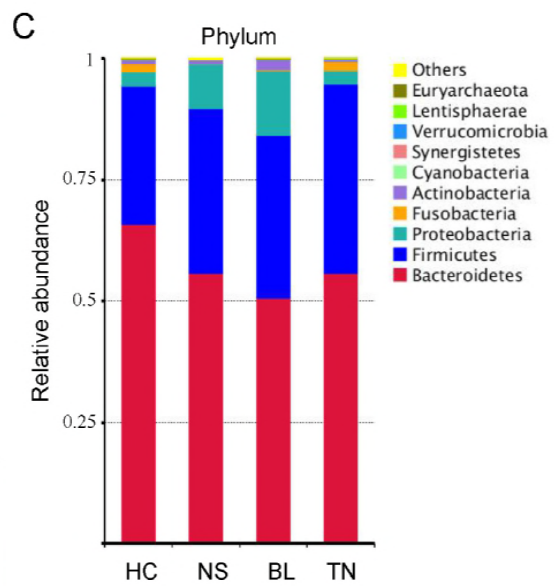 C
Phylum
1
0.75
0.5
0.25
Relative abundance
HC NS BL TN
Others
Euryarchaeota
Lentisphaerae
Verrucomicrobia
Synergistetes
Cyanobacteria
Actinobacteria
Fusobacteria
Proteobacteria
Firmicutes
Bacteroidetes